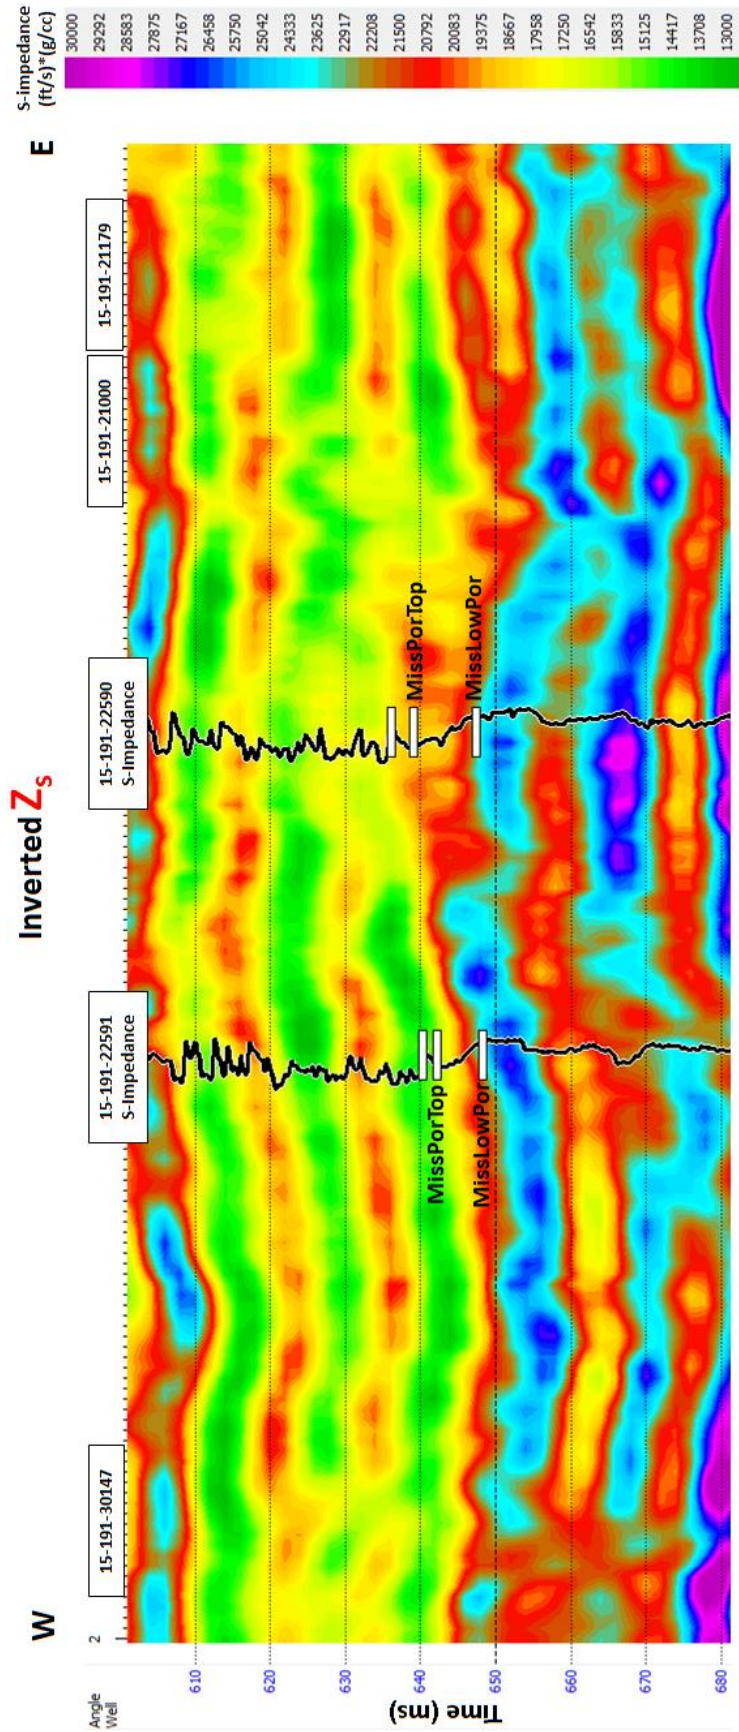 Inverted Zs
W
E
S-impedance
(ft/s)*(g/cc)
30000
29292
28583
27875
27167
26458
25750
25042
24333
23625
22917
22208
21500
20792
20083
19375
18667
17958
17250
16542
15833
15125
14417
13708
13000
Angle
Well
2
15-191-30147
15-191-22591
S-Impedance
15-191-22590
S-Impedance
15-191-21000
15-191-21179
610
620
630
640
650
660
670
680
Time (ms)
MissPorTop
MissLowPor
MissPorTop
MissLowPor